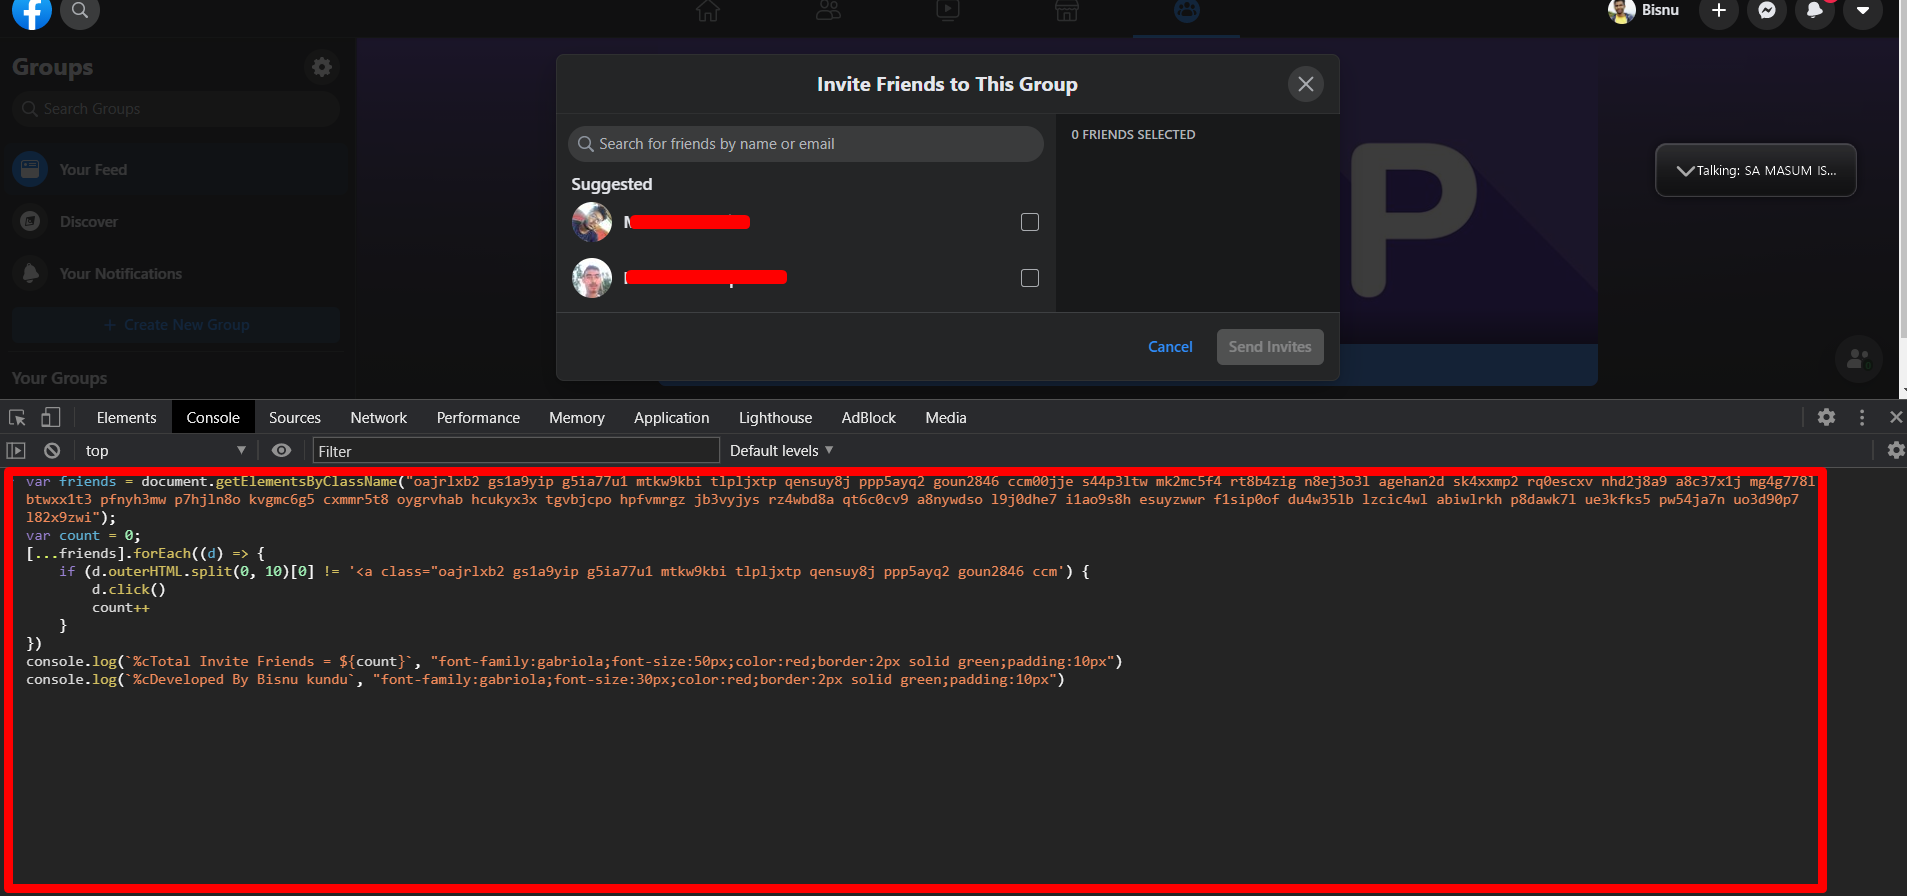 Bisnu
Groups
Search Groups
Your Feed
Discover
Your Notifications
+ Create New Group
Your Groups
Invite Friends to This Group
Search for friends by name or email
Suggested
0 FRIENDS SELECTED
Cancel
Send Invites
P
Talking: SA MASUM IS...
Elements Console Sources Network Performance Memory Application Lighthouse AdBlock Media
top
Filter
Default levels
var friends = document.getElementsByClassName("oajrlxb2 gs1a9yip g5ia77u1 mtkw9kbi tlpljxtp qensuy8j ppp5ayq2 goun2846 ccm00jje s44p3ltw mk2mc5f4 rt8b4zig n8ej3o3l agehan2d sk4xxmp2 rq0escxv nhd2j8a9 a8c37x1j mg4g778l
btwxx1t3 pfnyh3mw p7hjln8o kvgmc6g5 cxmmr5t8 oygrvhab hcukyx3x tgvbjcpo hpfvmrgz jb3vyjys rz4wbd8a qt6c0cv9 a8nywdso l9j0dhe7 i1ao9s8h esuyzwwr f1sip0of du4w35lb lzcic4wl abiwlrkh p8dawk7l ue3kfks5 pw54ja7n uo3d90p7
l82x9zwi");
var count = 0;
[...friends].forEach((d) => {
    if (d.outerHTML.split(0, 10)[0] != '<a class="oajrlxb2 gs1a9yip g5ia77u1 mtkw9kbi tlpljxtp qensuy8j ppp5ayq2 goun2846 ccm') {
        d.click()
        count++
    }
})
console.log(`%cTotal Invite Friends = ${count}`, "font-family:gabriola;font-size:50px;color:red;border:2px solid green;padding:10px")
console.log(`%cDeveloped By Bisnu kundu`, "font-family:gabriola;font-size:30px;color:red;border:2px solid green;padding:10px")